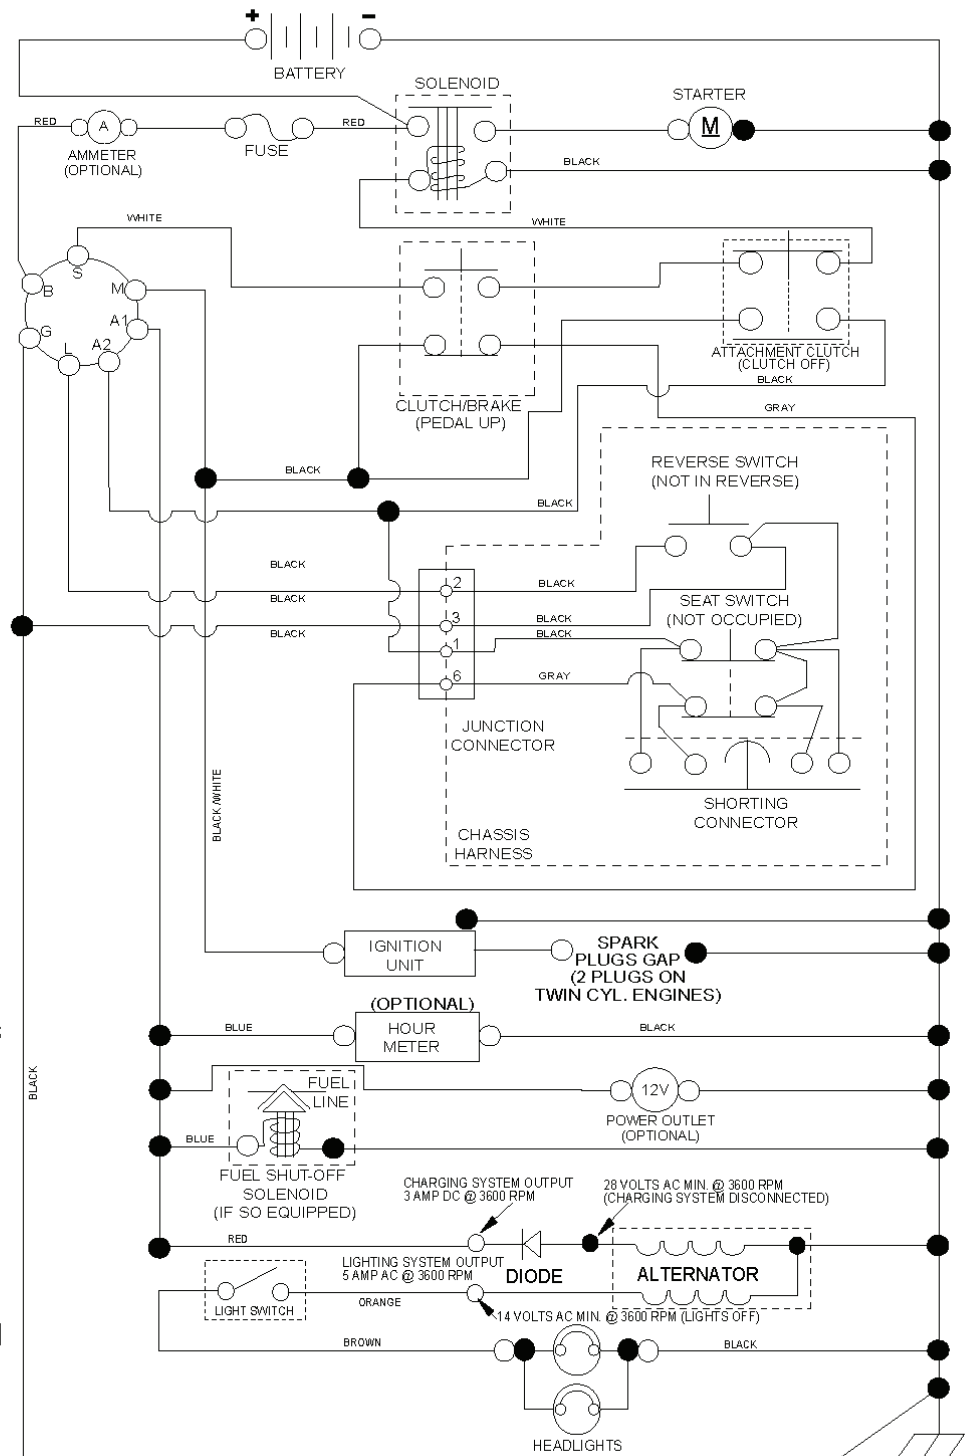 + -
BATTERY
SOLENOID
STARTER
RED
A
RED
M
AMMETER
(OPTIONAL)
FUSE
BLACK
WHITE
WHITE
S
B
M
G
A1
L
A2
ATTACHMENT CLUTCH
(CLUTCH OFF)
BLACK
CLUTCH/BRAKE
(PEDAL UP)
GRAY
BLACK
REVERSE SWITCH
(NOT IN REVERSE)
BLACK
BLACK
2
BLACK
BLACK
SEAT SWITCH
(NOT OCCUPIED)
3
BLACK
BLACK
BLACK
1
6
GRAY
JUNCTION
CONNECTOR
BLACK/WHITE
SHORTING
CONNECTOR
CHASSIS
HARNESS
IGNITION
UNIT
SPARK
PLUGS GAP
(2 PLUGS ON
TWIN CYL. ENGINES)
(OPTIONAL)
BLUE
HOUR
METER
BLACK
BLACK
FUEL
LINE
12V
POWER OUTLET
(OPTIONAL)
BLUE
FUEL SHUT-OFF
SOLENOID
(IF SO EQUIPPED)
CHARGING SYSTEM OUTPUT
3 AMP DC @ 3600 RPM
28 VOLTS AC MIN. @ 3600 RPM
(CHARGING SYSTEM DISCONNECTED)
RED
LIGHTING SYSTEM OUTPUT
5 AMP AC @ 3600 RPM
DIODE
ALTERNATOR
LIGHT SWITCH
ORANGE
14 VOLTS AC MIN. @ 3600 RPM (LIGHTS OFF)
BROWN
BLACK
HEADLIGHTS